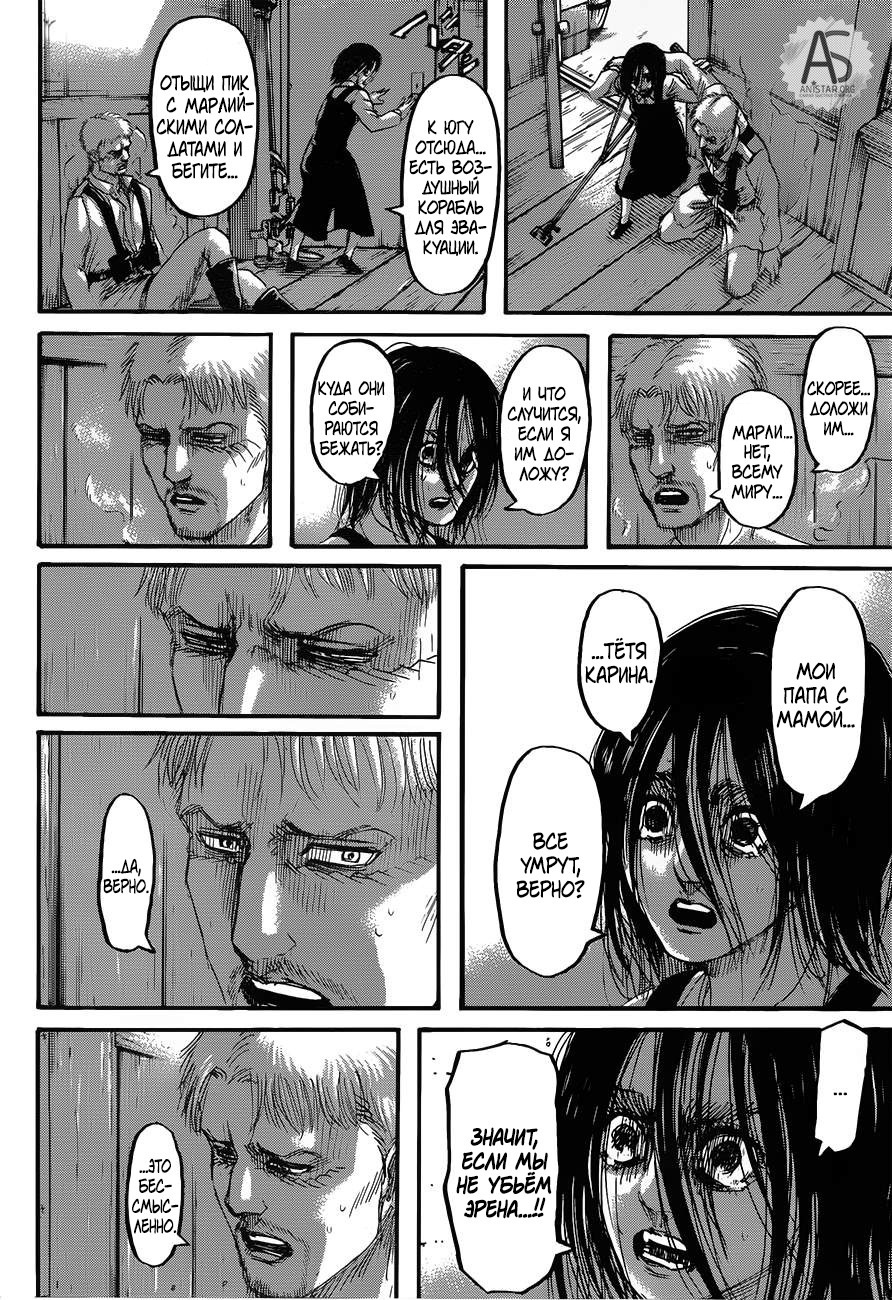 К ЮГУ
ОТСЮДА...
ЕСТЬ ВОЗ-
ДУШНЫЙ
КОРАБЛЬ
ДЛЯ ЭВА-
КУАЦИИ.
ОТЫЩИ ПИК
С МАРЛИЙ-
СКИМИ СОЛ-
ДАТАМИ И
БЕГИТЕ...
СКОРЕЕ...
ДОЛОЖИ
ИМ...
МАРЛИ...
НЕТ,
ВСЕМУ
МИРУ...
И ЧТО
СЛУЧИТСЯ,
ЕСЛИ Я
ИМ ДО-
ЛОЖУ?
КУДА ОНИ
СОБИ-
РАЮТСЯ
БЕЖАТЬ?
МОИ
ПАПА С
МАМОЙ...
...ТЁТЯ
КАРИНА.
ВСЕ
УМРУТ,
ВЕРНО?
...ДА,
ВЕРНО.
...
ЗНАЧИТ,
ЕСЛИ МЫ
НЕ УБЬЁМ
ЭРЕНА...!!
...ЭТО
БЕС-
СМЫС-
ЛЕННО.
AS
ANISTAR.ORG